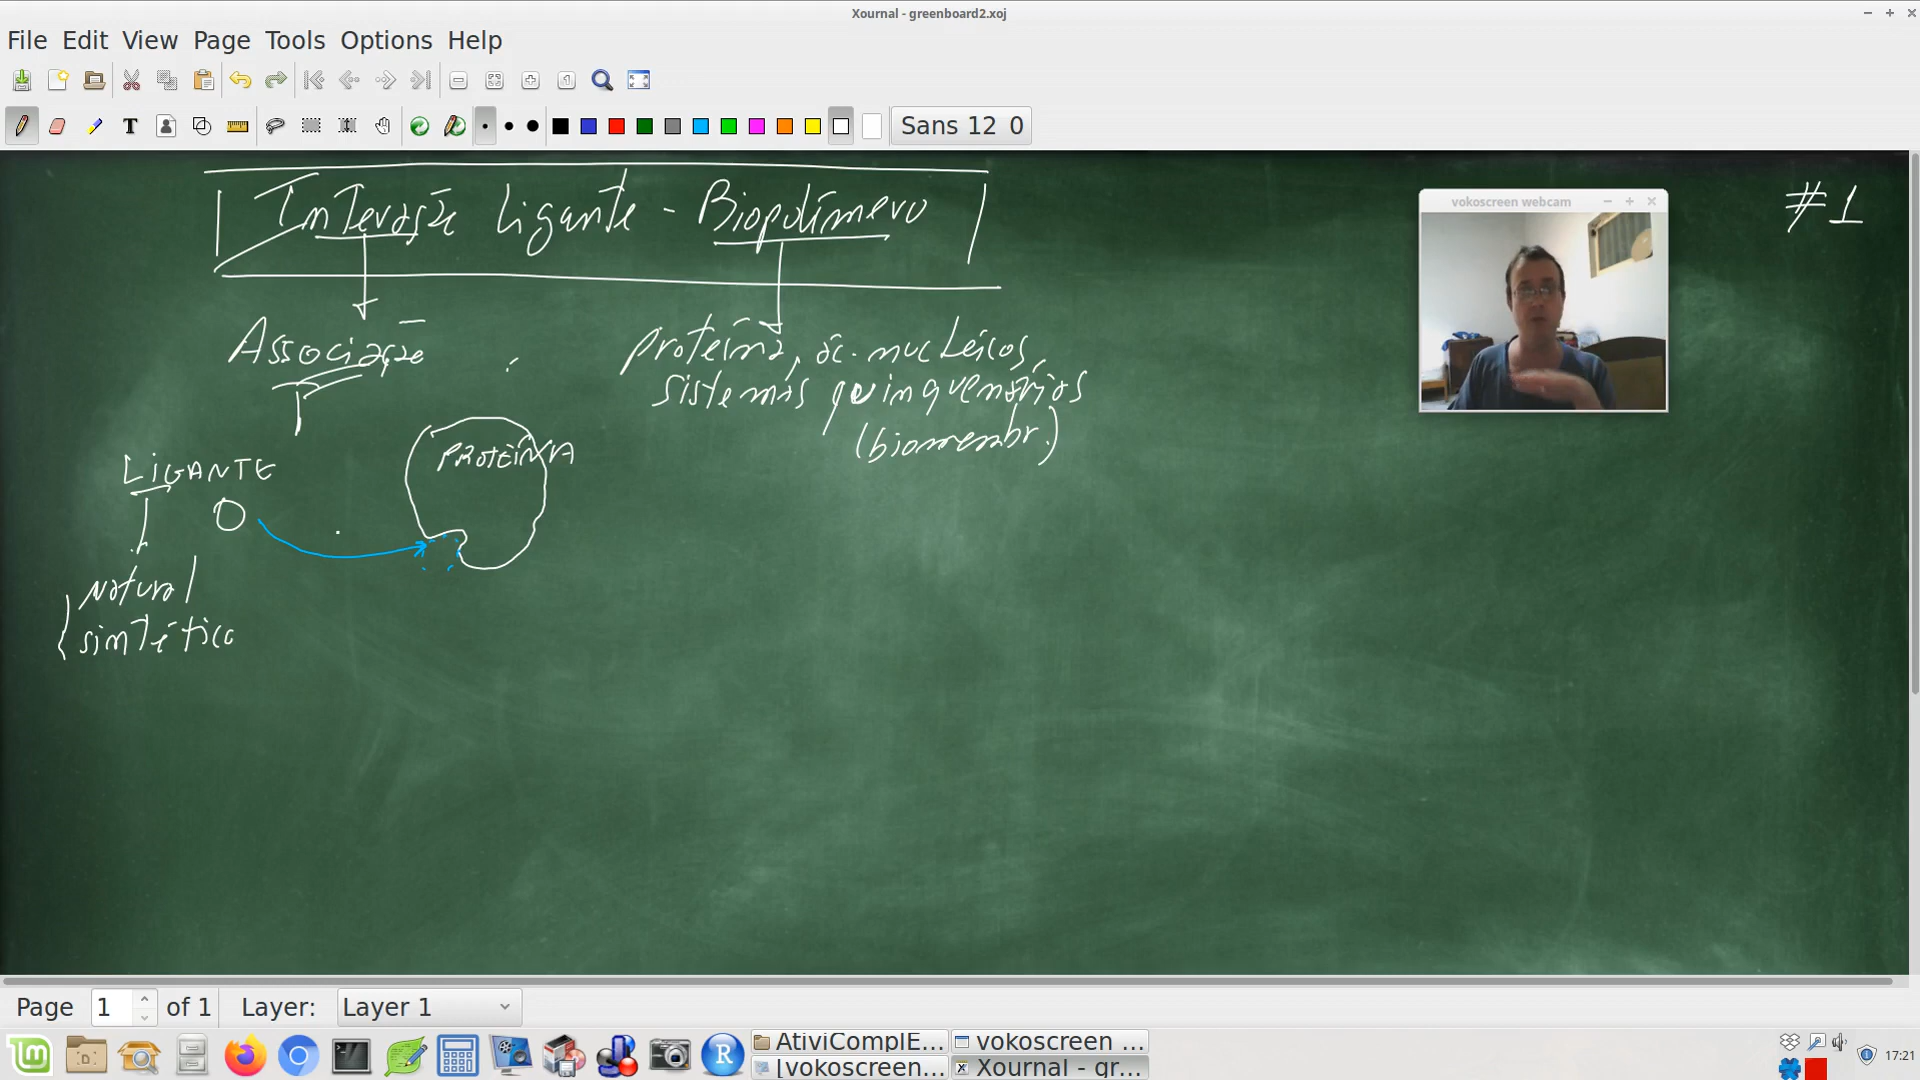 Xournal - greenboard2.xoj
File Edit View Page Tools Options Help
Sans 12 0
Interação Ligante - Biopolímero
#1
vokoscreen webcam
Associação
proteína, ác. nucleicos,
sistemas quinquenários
(biomembr.)
LIGANTE
PROTEÍNA
Natural
sintético
Page 1 of 1 Layer: Layer 1
AtiviComplE... vokoscreen ...
[vokoscreen... Xournal - gr...
17:21